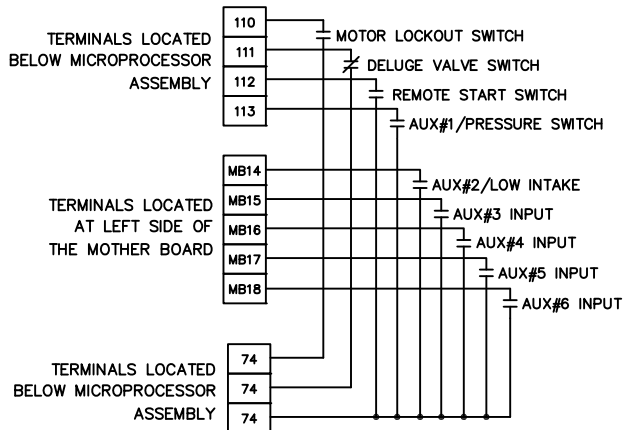 110
111
112
113
TERMINALS LOCATED
BELOW MICROPROCESSOR
ASSEMBLY
MOTOR LOCKOUT SWITCH
DELUGE VALVE SWITCH
REMOTE START SWITCH
AUX#1/PRESSURE SWITCH
MB14
MB15
MB16
MB17
MB18
TERMINALS LOCATED
AT LEFT SIDE OF
THE MOTHER BOARD
AUX#2/LOW INTAKE
AUX#3 INPUT
AUX#4 INPUT
AUX#5 INPUT
AUX#6 INPUT
74
74
74
TERMINALS LOCATED
BELOW MICROPROCESSOR
ASSEMBLY